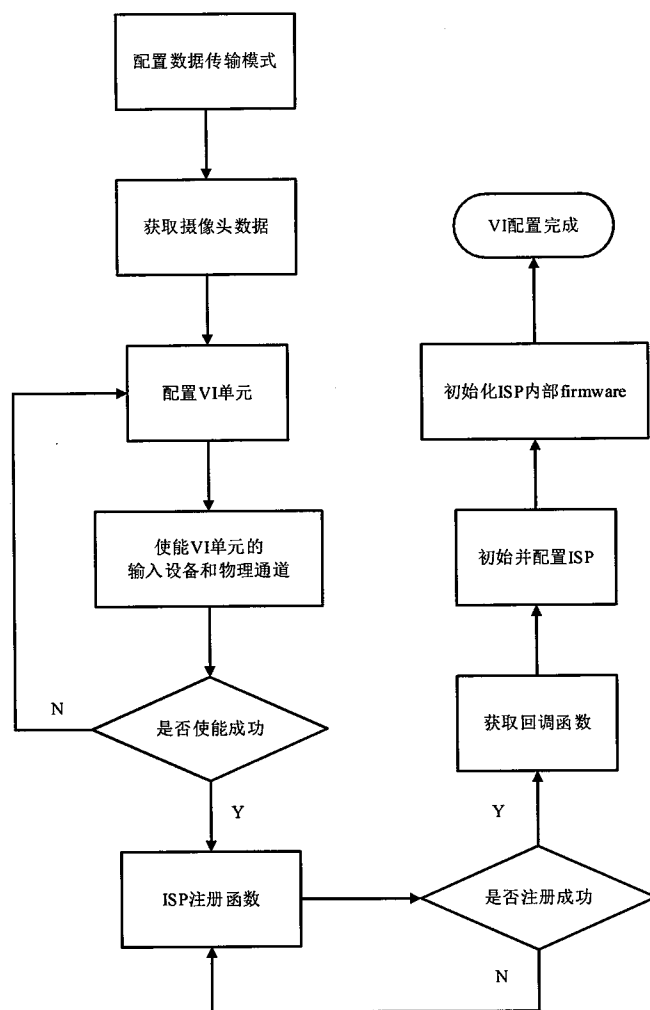 配置数据传输模式
获取摄像头数据
配置VI单元
使能VI单元的
输入设备和物理通道
N
是否使能成功
Y
ISP注册函数
是否注册成功
N
Y
获取回调函数
初始并配置ISP
初始化ISP内部firmware
VI配置完成